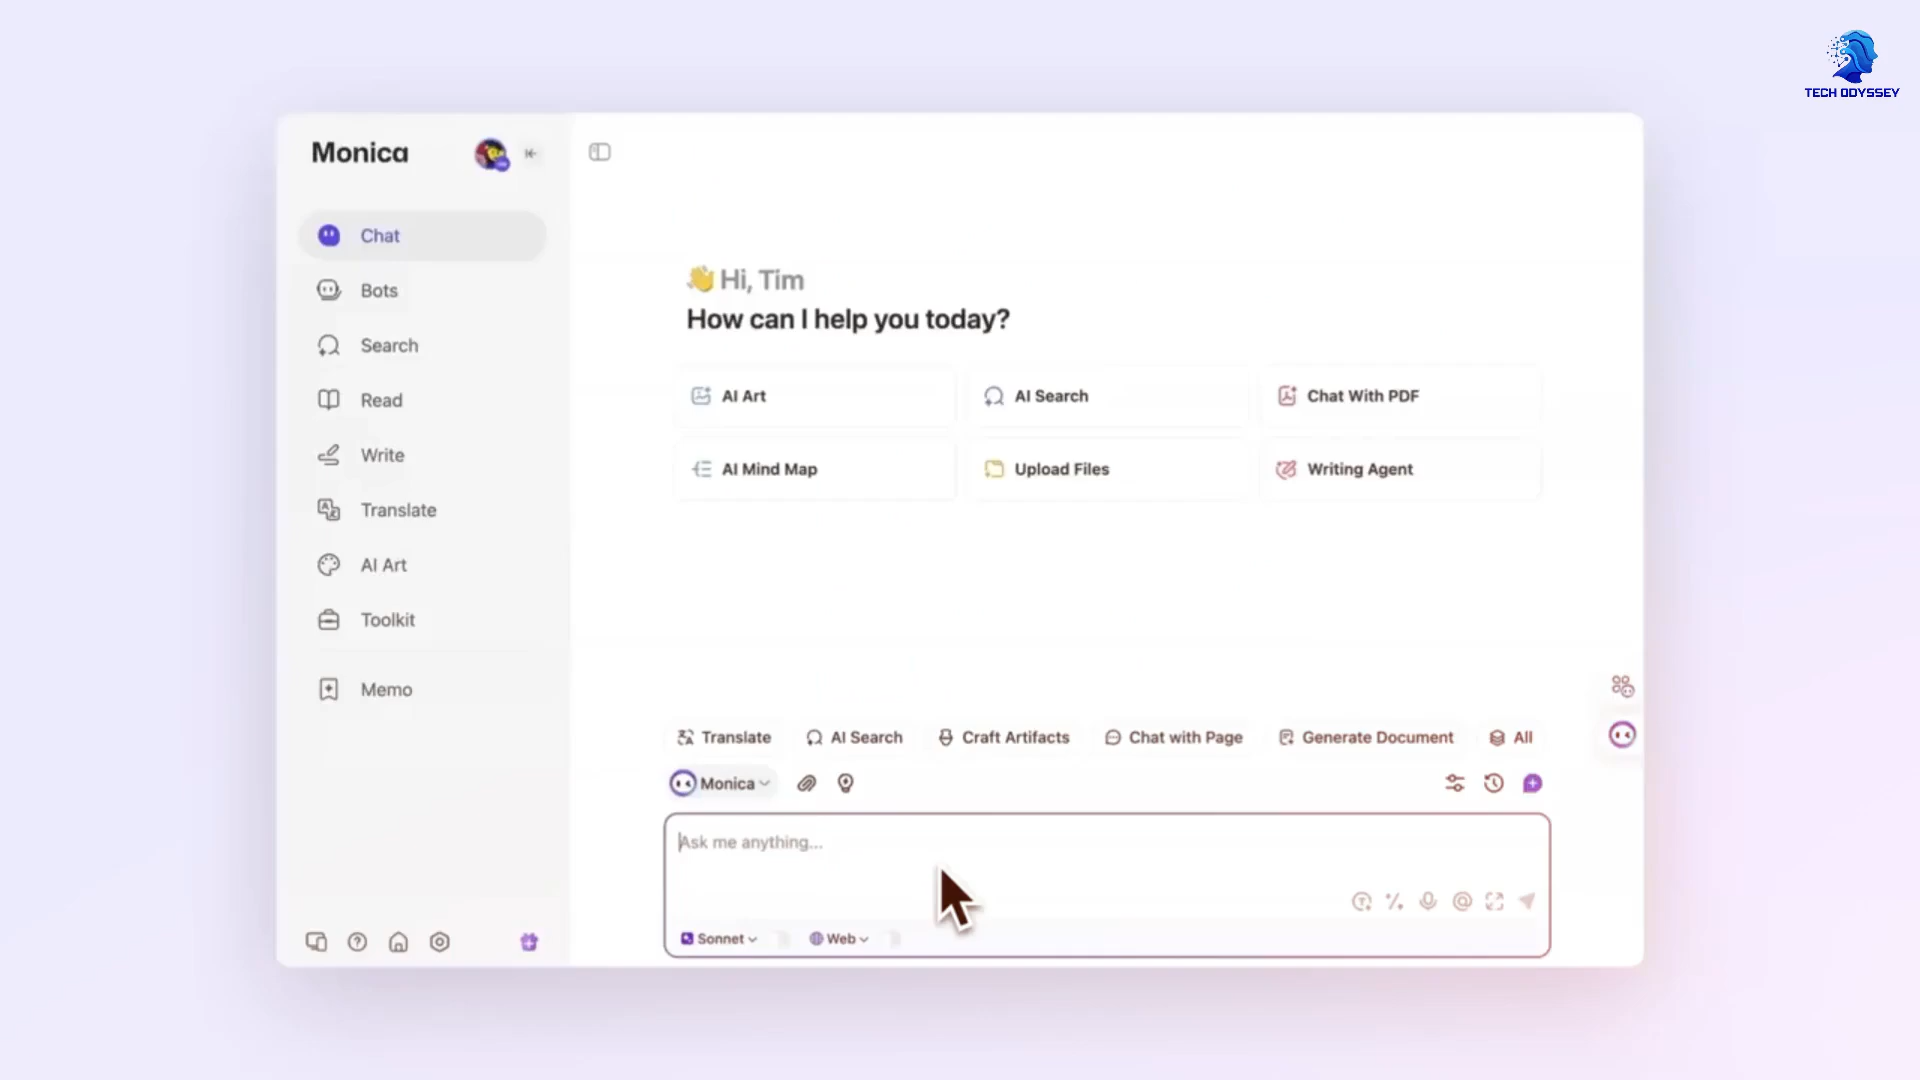 TECH ODYSSEY
Monica
Chat
Bots
Search
Read
Write
Translate
AI Art
Toolkit
Memo
Hi, Tim
How can I help you today?
AI Art
AI Search
Chat With PDF
AI Mind Map
Upload Files
Writing Agent
Translate
AI Search
Craft Artifacts
Chat with Page
Generate Document
All
Monica
Ask me anything...
Sonnet
Web